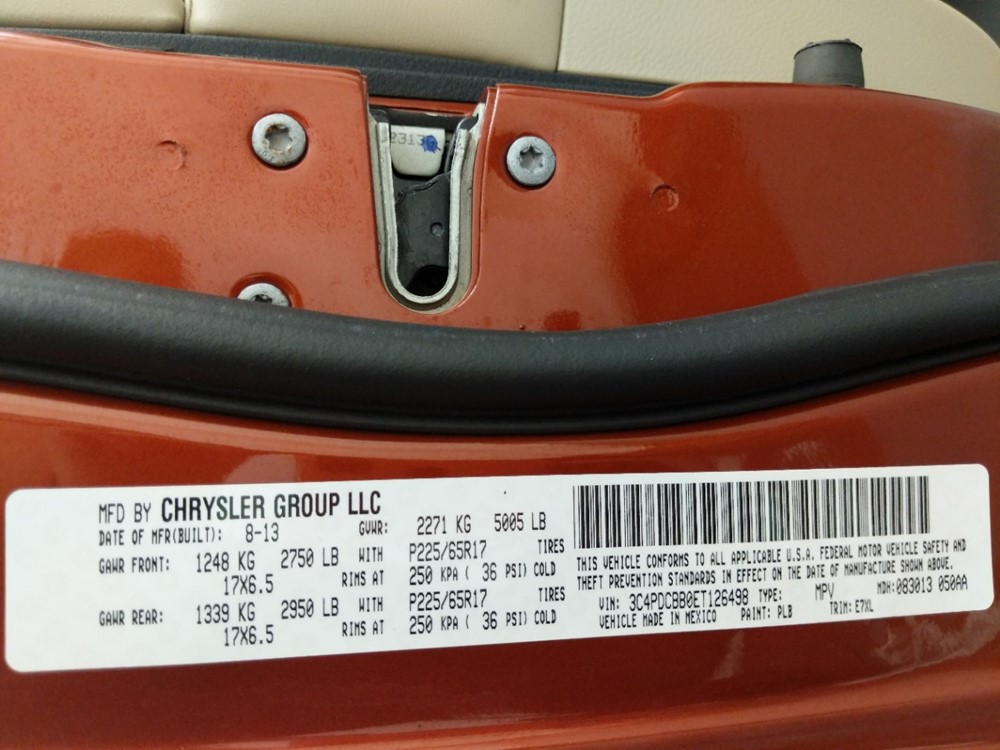 MFD BY CHRYSLER GROUP LLC
DATE OF MFR(BUILT): 8-13 GVWR: 2271 KG 5005 LB
GAWR FRONT: 1248 KG 2750 LB WITH P225/65R17 TIRES
17X6.5 RIMS AT 250 KPA ( 36 PSI) COLD
GAWR REAR: 1339 KG 2950 LB WITH P225/65R17 TIRES
17X6.5 RIMS AT 250 KPA ( 36 PSI) COLD
THIS VEHICLE CONFORMS TO ALL APPLICABLE U.S.A. FEDERAL MOTOR VEHICLE SAFETY AND
THEFT PREVENTION STANDARDS IN EFFECT ON THE DATE OF MANUFACTURE SHOWN ABOVE.
VIN: 3C4PDCBB0ET126498 TYPE: MPV MDH:083013 050AA
VEHICLE MADE IN MEXICO PAINT: PLB TRIM: E7XL